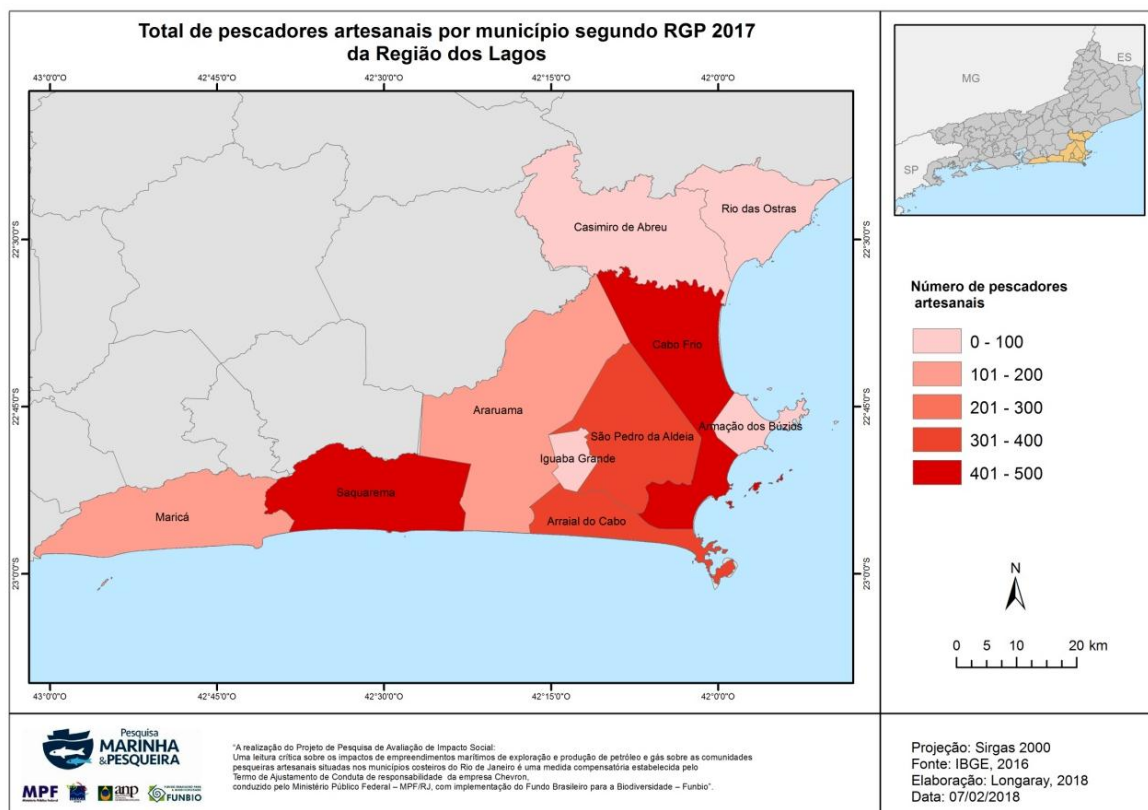 Total de pescadores artesanais por município segundo RGP 2017
da Região dos Lagos
43°0'0"O
42°45'0"O
42°30'0"O
42°15'0"O
42°0'0"O
22°30'0"S
22°45'0"S
23°0'0"S
22°30'0"S
22°45'0"S
23°0'0"S
Rio das Ostras
Casimiro de Abreu
Cabo Frio
Araruama
Armação dos Búzios
São Pedro da Aldeia
Iguaba Grande
Saquarema
Maricá
Arraial do Cabo
43°0'0"O
42°45'0"O
42°30'0"O
42°15'0"O
42°0'0"O
MG
ES
SP
Número de pescadores
artesanais
0 - 100
101 - 200
201 - 300
301 - 400
401 - 500
N
0 5 10 20 km
Pesquisa
MARINHA
&PESQUEIRA
MPF
Ministério Público Federal
anp
FUNBIO
"A realização do Projeto de Pesquisa de Avaliação de Impacto Social:
Uma leitura crítica sobre os impactos de empreendimentos marítimos de exploração e produção de petróleo e gás sobre as comunidades
pesqueiras artesanais situadas nos municípios costeiros do Rio de Janeiro é uma medida compensatória estabelecida pelo
Termo de Ajustamento de Conduta de responsabilidade da empresa Chevron,
conduzido pelo Ministério Público Federal – MPF/RJ, com implementação do Fundo Brasileiro para a Biodiversidade – Funbio".
Projeção: Sirgas 2000
Fonte: IBGE, 2016
Elaboração: Longaray, 2018
Data: 07/02/2018